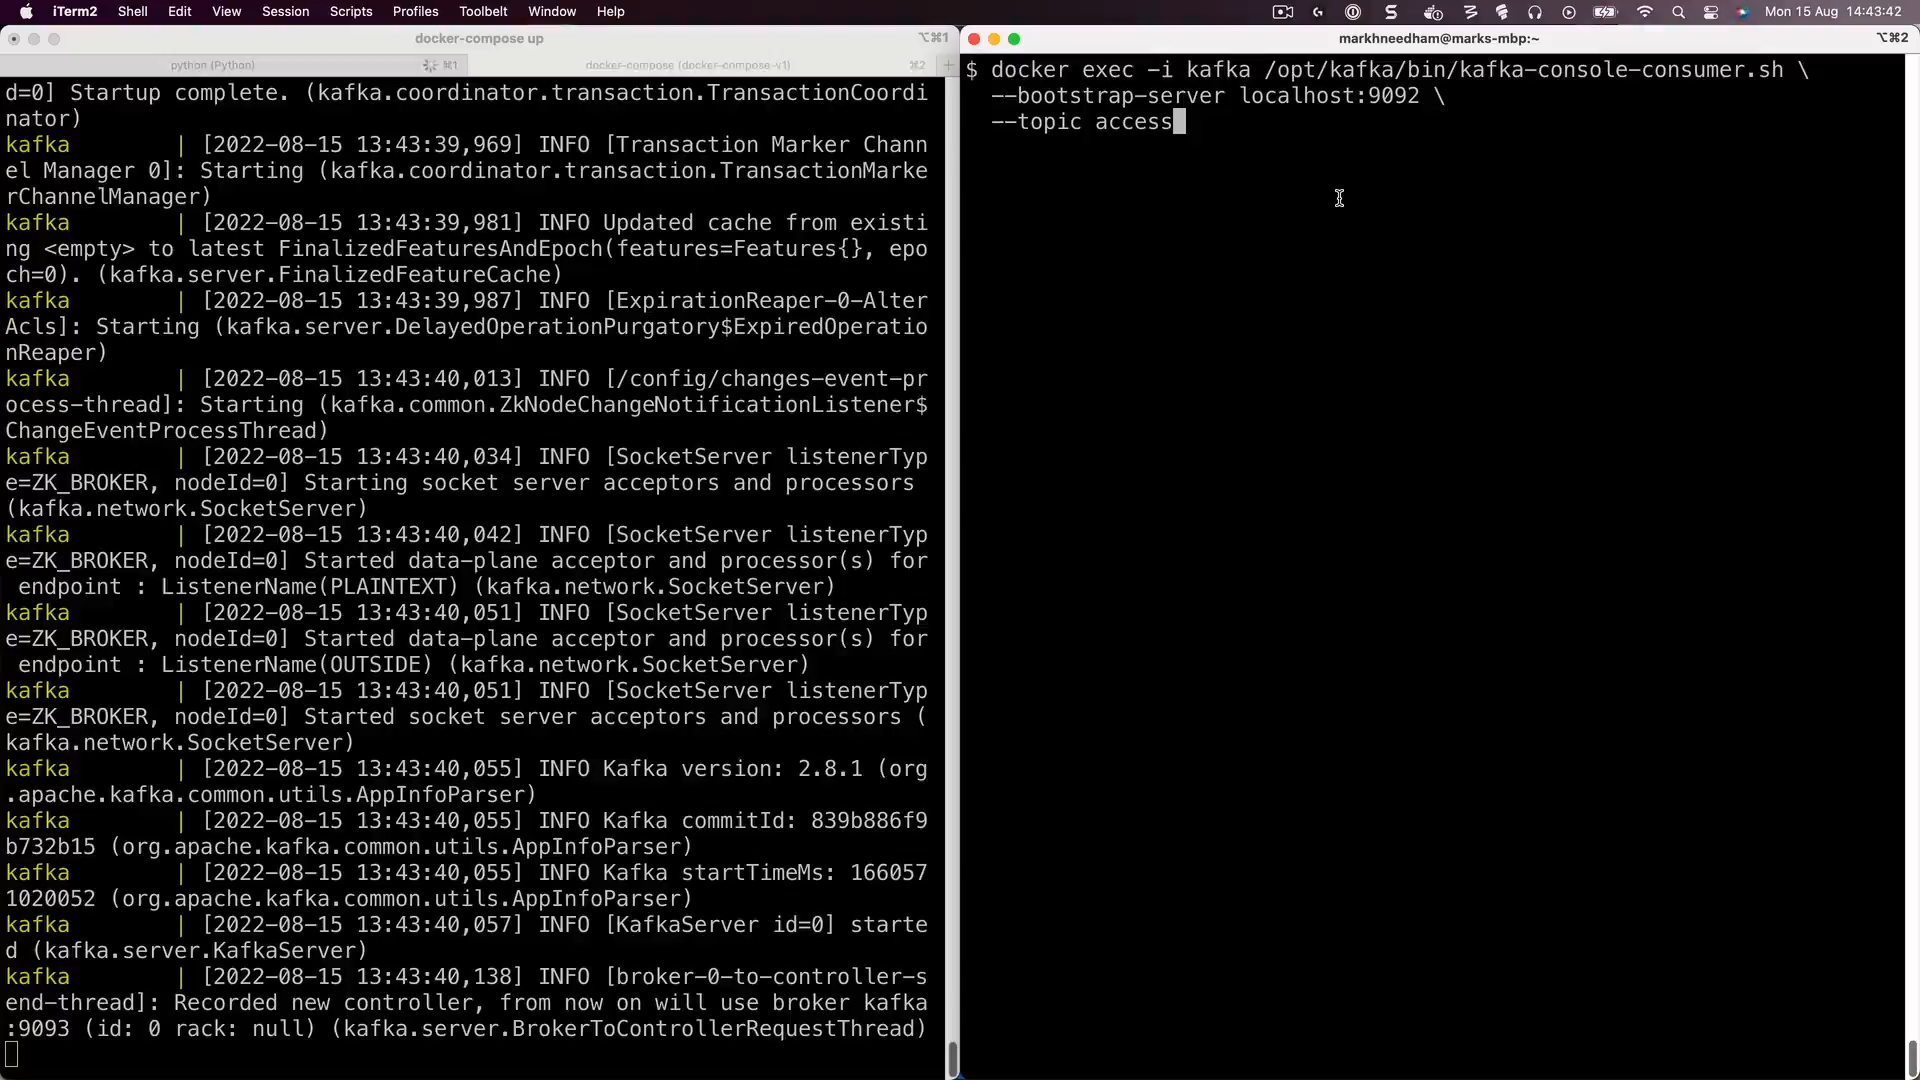 iTerm2 Shell Edit View Session Scripts Profiles Toolbelt Window Help Mon 15 Aug 14:43:42
docker-compose up ⌥⌘1
python (Python) ⌘1 docker-compose (docker-compose-v1) ⌘2 +
d=0] Startup complete. (kafka.coordinator.transaction.TransactionCoordi
nator)
kafka | [2022-08-15 13:43:39,969] INFO [Transaction Marker Chann
el Manager 0]: Starting (kafka.coordinator.transaction.TransactionMarke
rChannelManager)
kafka | [2022-08-15 13:43:39,981] INFO Updated cache from existi
ng <empty> to latest FinalizedFeaturesAndEpoch(features=Features{}, epo
ch=0). (kafka.server.FinalizedFeatureCache)
kafka | [2022-08-15 13:43:39,987] INFO [ExpirationReaper-0-Alter
Acls]: Starting (kafka.server.DelayedOperationPurgatory$ExpiredOperatio
nReaper)
kafka | [2022-08-15 13:43:40,013] INFO [/config/changes-event-pr
ocess-thread]: Starting (kafka.common.ZkNodeChangeNotificationListener$
ChangeEventProcessThread)
kafka | [2022-08-15 13:43:40,034] INFO [SocketServer listenerTyp
e=ZK_BROKER, nodeId=0] Starting socket server acceptors and processors
(kafka.network.SocketServer)
kafka | [2022-08-15 13:43:40,042] INFO [SocketServer listenerTyp
e=ZK_BROKER, nodeId=0] Started data-plane acceptor and processor(s) for
endpoint : ListenerName(PLAINTEXT) (kafka.network.SocketServer)
kafka | [2022-08-15 13:43:40,051] INFO [SocketServer listenerTyp
e=ZK_BROKER, nodeId=0] Started data-plane acceptor and processor(s) for
endpoint : ListenerName(OUTSIDE) (kafka.network.SocketServer)
kafka | [2022-08-15 13:43:40,051] INFO [SocketServer listenerTyp
e=ZK_BROKER, nodeId=0] Started socket server acceptors and processors (
kafka.network.SocketServer)
kafka | [2022-08-15 13:43:40,055] INFO Kafka version: 2.8.1 (org
.apache.kafka.common.utils.AppInfoParser)
kafka | [2022-08-15 13:43:40,055] INFO Kafka commitId: 839b886f9
b732b15 (org.apache.kafka.common.utils.AppInfoParser)
kafka | [2022-08-15 13:43:40,055] INFO Kafka startTimeMs: 166057
1020052 (org.apache.kafka.common.utils.AppInfoParser)
kafka | [2022-08-15 13:43:40,057] INFO [KafkaServer id=0] starte
d (kafka.server.KafkaServer)
kafka | [2022-08-15 13:43:40,138] INFO [broker-0-to-controller-s
end-thread]: Recorded new controller, from now on will use broker kafka
:9093 (id: 0 rack: null) (kafka.server.BrokerToControllerRequestThread)
markhneedham@marks-mbp:~ ⌥⌘2
$ docker exec -i kafka /opt/kafka/bin/kafka-console-consumer.sh \
--bootstrap-server localhost:9092 \
--topic access